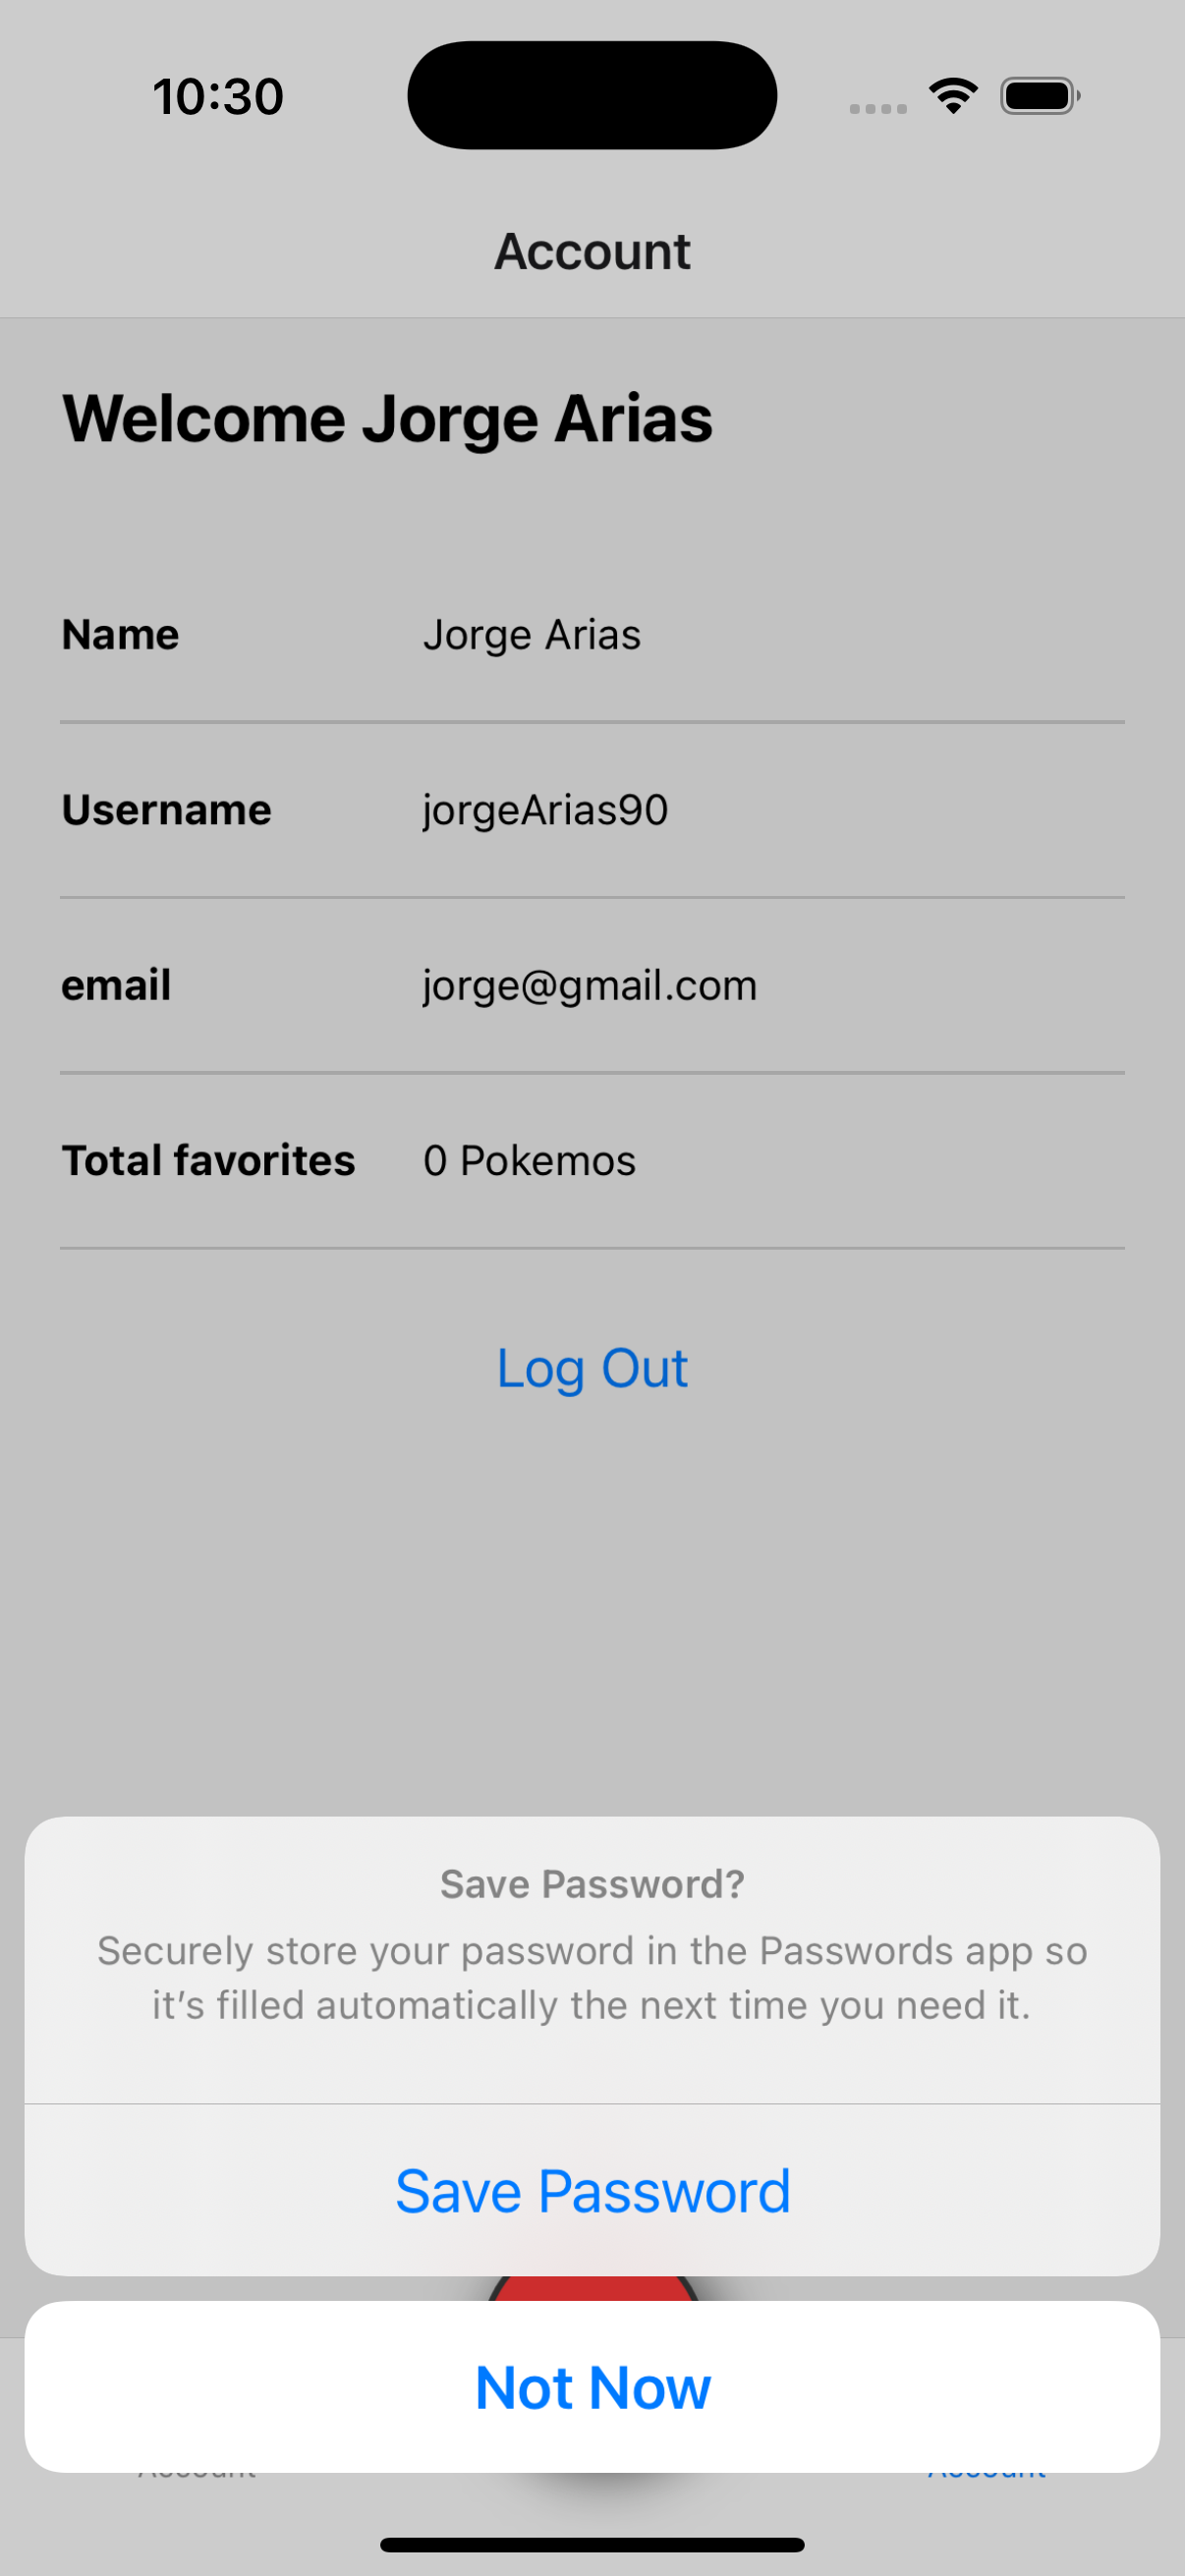 10:30
Account
Welcome Jorge Arias
Name Jorge Arias
Username jorgeArias90
email jorge@gmail.com
Total favorites 0 Pokemos
Log Out
Save Password?
Securely store your password in the Passwords app so
it’s filled automatically the next time you need it.
Save Password
Not Now